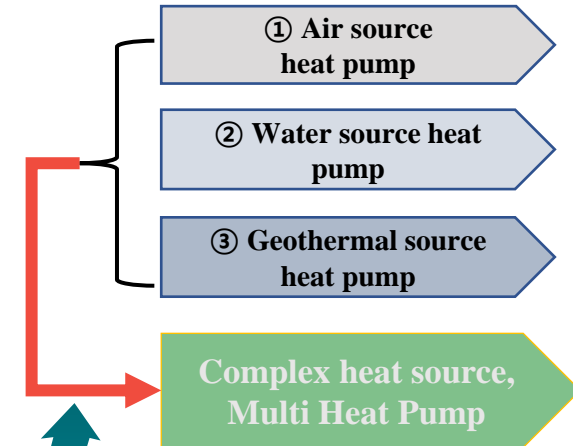 ① Air source
heat pump
② Water source heat
pump
③ Geothermal source
heat pump
Complex heat source,
Multi Heat Pump